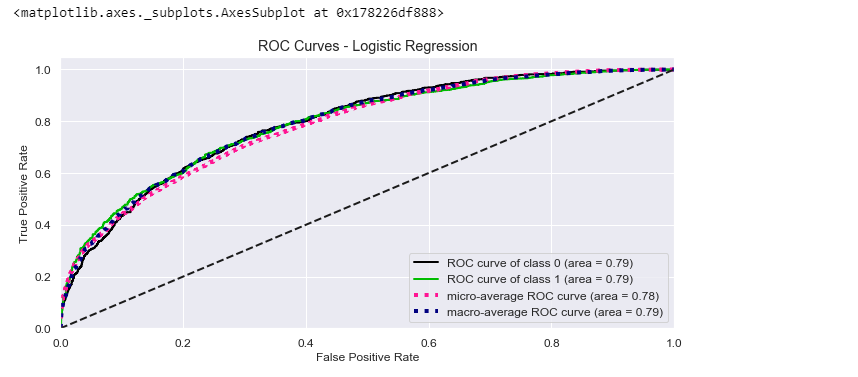 <matplotlib.axes._subplots.AxesSubplot at 0x178226df888>
ROC Curves - Logistic Regression
1.0
0.8
0.6
0.4
0.2
0.0
True Positive Rate
ROC curve of class 0 (area = 0.79)
ROC curve of class 1 (area = 0.79)
micro-average ROC curve (area = 0.78)
macro-average ROC curve (area = 0.79)
0.0 0.2 0.4 0.6 0.8 1.0
False Positive Rate